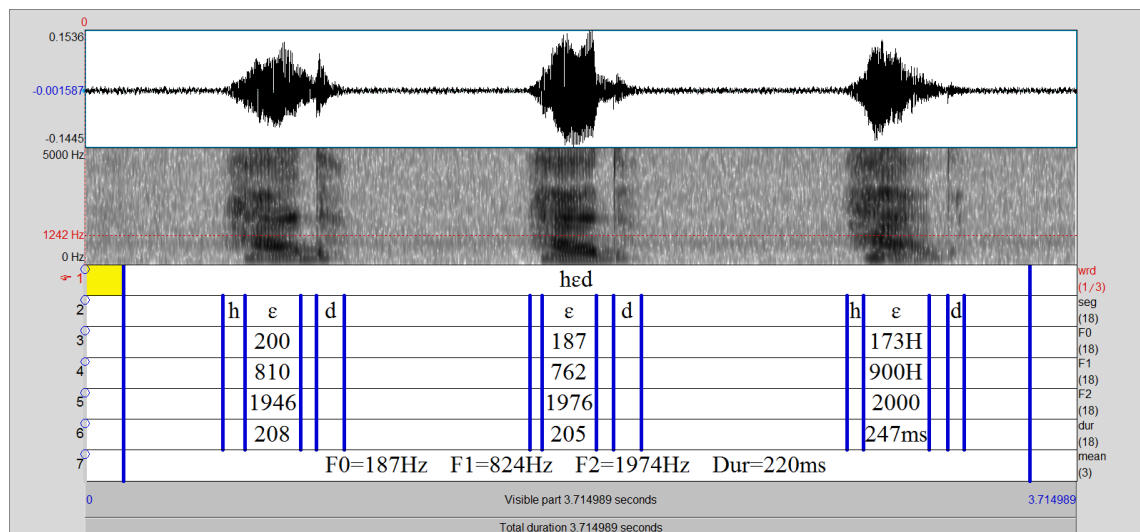 0
0.1536
-0.001587
-0.1445
5000 Hz
1242 Hz
0 Hz
1 hɛd wrd (1/3)
2 h ɛ d ɛ d h ɛ d seg (18)
3 200 187 173H F0 (18)
4 810 762 900H F1 (18)
5 1946 1976 2000 F2 (18)
6 208 205 247ms dur (18)
7 F0=187Hz F1=824Hz F2=1974Hz Dur=220ms mean (3)
0 Visible part 3.714989 seconds 3.714989
Total duration 3.714989 seconds